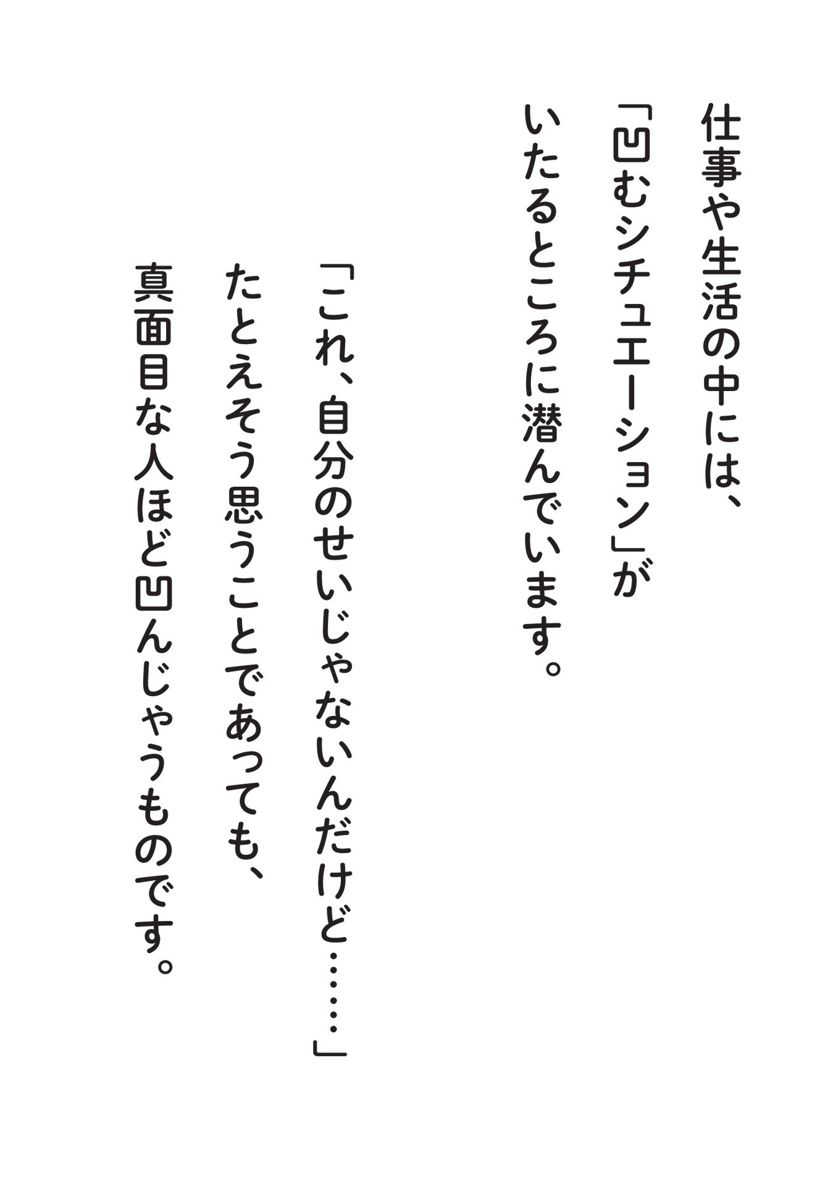 仕事や生活の中には、
「凹むシチュエーション」が
いたるところに潜んでいます。
「これ、自分のせいじゃないんだけど……」
たとえそう思うことであっても、
真面目な人ほど凹んじゃうものです。